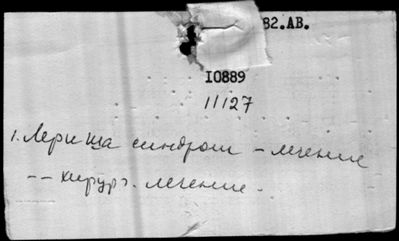 82.АВ.
10889
11127
1. Лериша синдром – лечение
–– хирург. лечение.